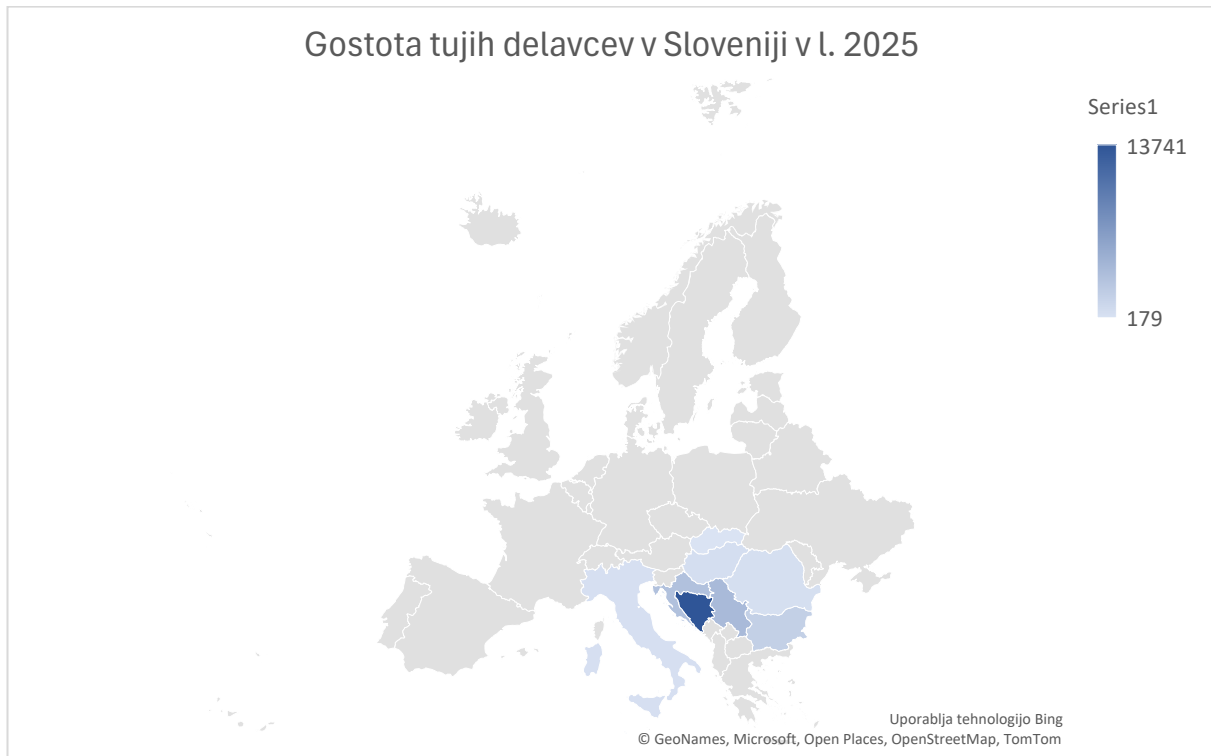 Gostota tujih delavcev v Sloveniji v l. 2025
Series1
13741
179
Uporablja tehnologijo Bing
© GeoNames, Microsoft, Open Places, OpenStreetMap, TomTom